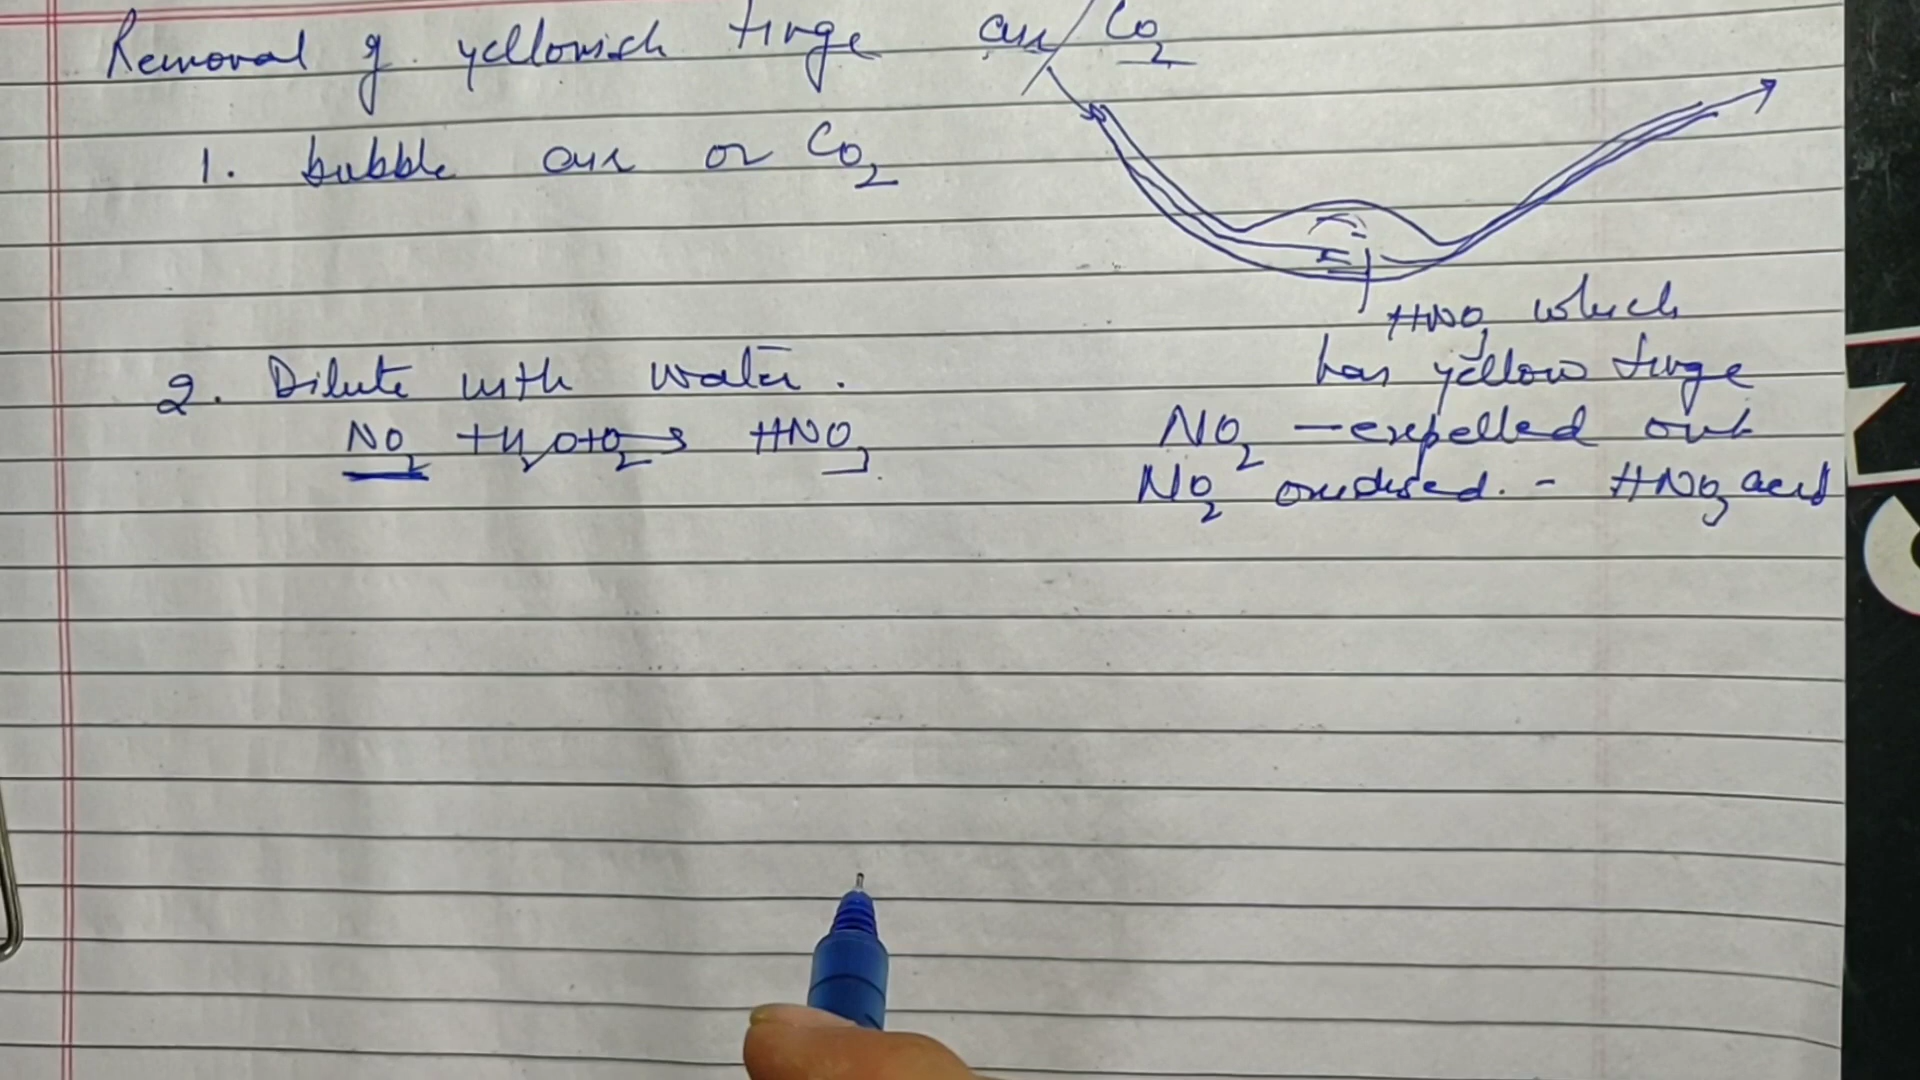 Removal of yellowish tinge
air/CO2
1. bubble air or CO2
HNO3 which
has yellow tinge
NO2 - expelled out
NO2 oxidised. - HNO3 acid
2. Dilute with water.
NO2 + H2O + O2 → HNO3